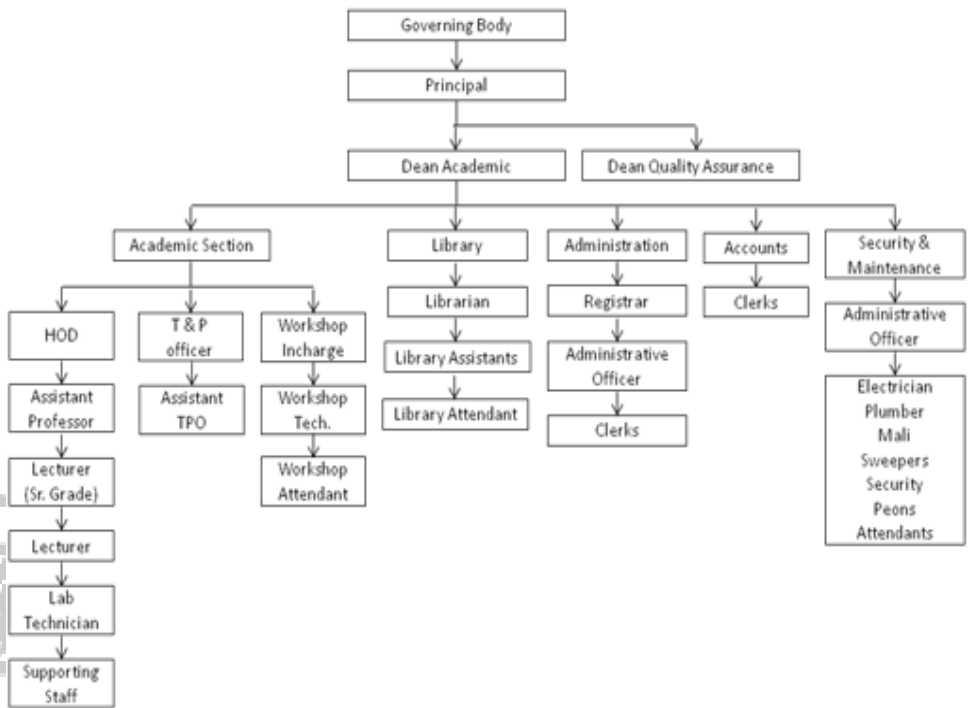 Governing Body
Principal
Dean Academic
Dean Quality Assurance
Academic Section
Library
Administration
Accounts
Security &
Maintenance
HOD
T & P
officer
Workshop
Incharge
Librarian
Registrar
Clerks
Administrative
Officer
Assistant
Professor
Assistant
TPO
Workshop
Tech.
Library Assistants
Administrative
Officer
Electrician
Plumber
Mali
Sweepers
Security
Peons
Attendants
Lecturer
(Sr. Grade)
Workshop
Attendant
Library Attendant
Clerks
Lecturer
Lab
Technician
Supporting
Staff